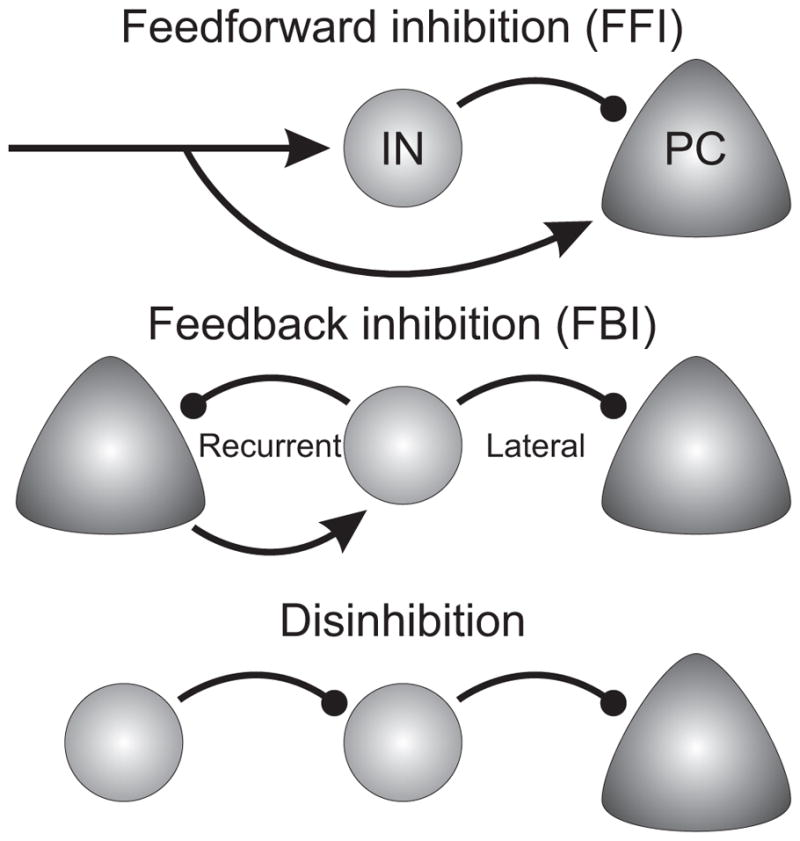 Feedforward inhibition (FFI)
IN
PC
Feedback inhibition (FBI)
Recurrent
Lateral
Disinhibition